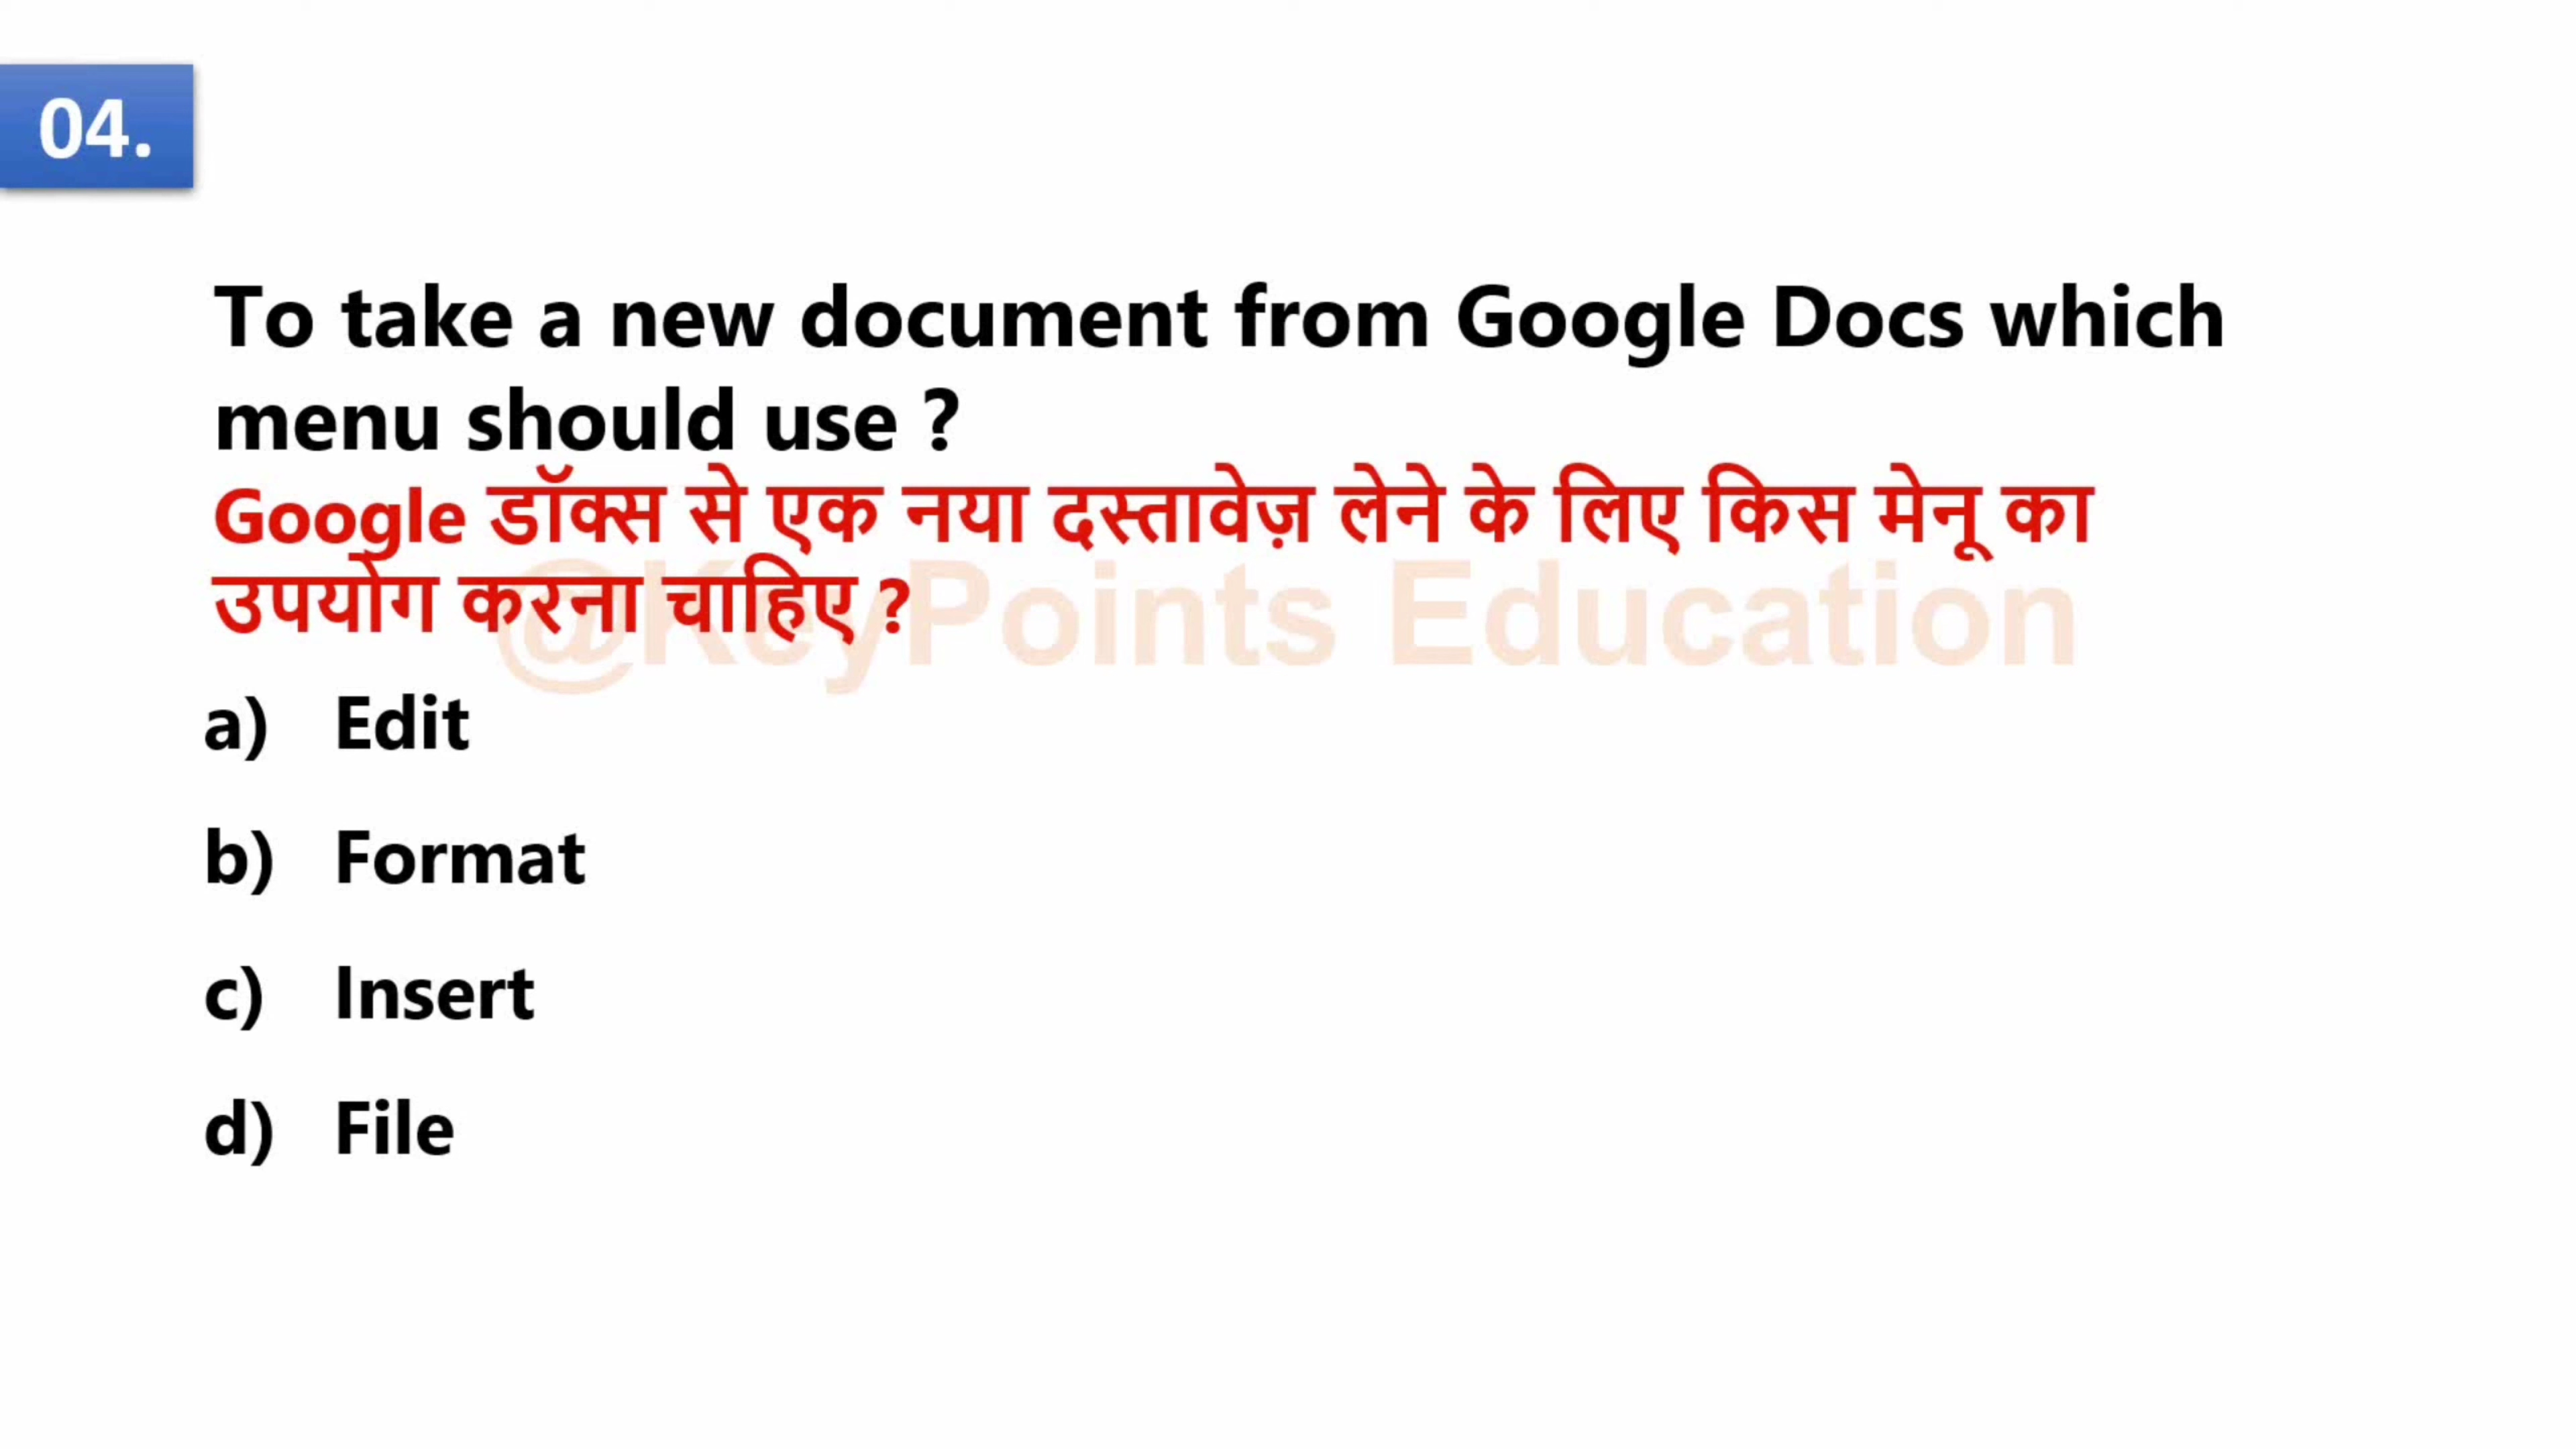 04.
To take a new document from Google Docs which
menu should use ?
Google डॉक्स से एक नया दस्तावेज़ लेने के लिए किस मेनू का
उपयोग करना चाहिए ?
@KeyPoints Education
a) Edit
b) Format
c) Insert
d) File